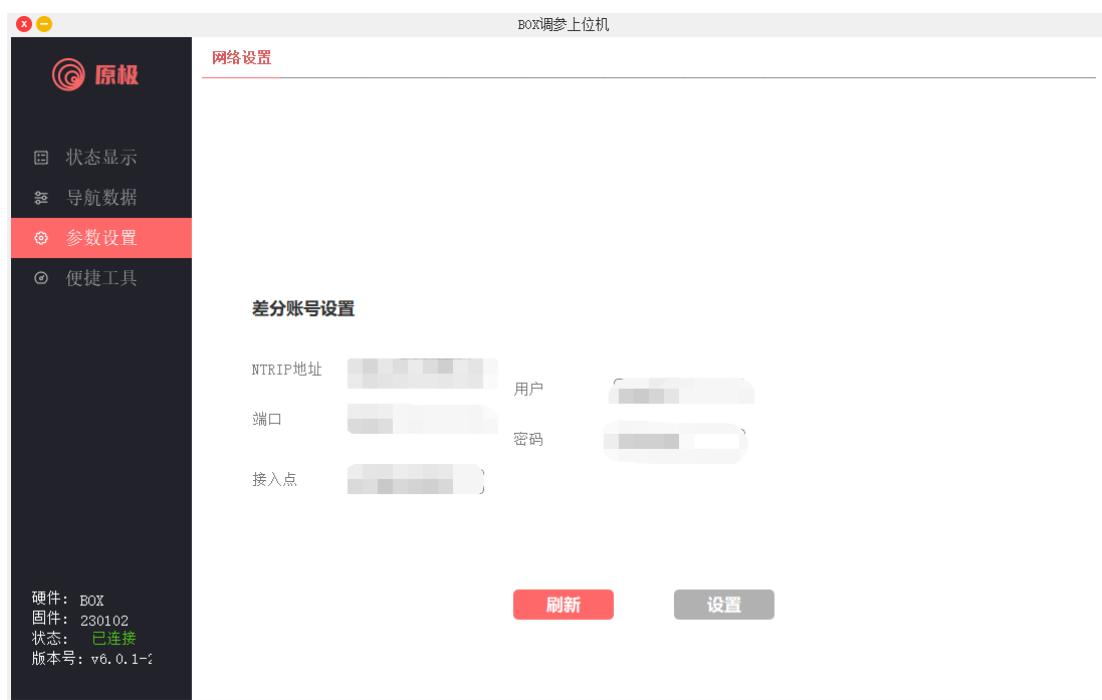 BOX调参上位机
原极
网络设置
状态显示
导航数据
参数设置
便捷工具
差分账号设置
NTRIP地址
用户
端口
密码
接入点
刷新
设置
硬件: BOX
固件: 230102
状态: 已连接
版本号: v6.0.1-